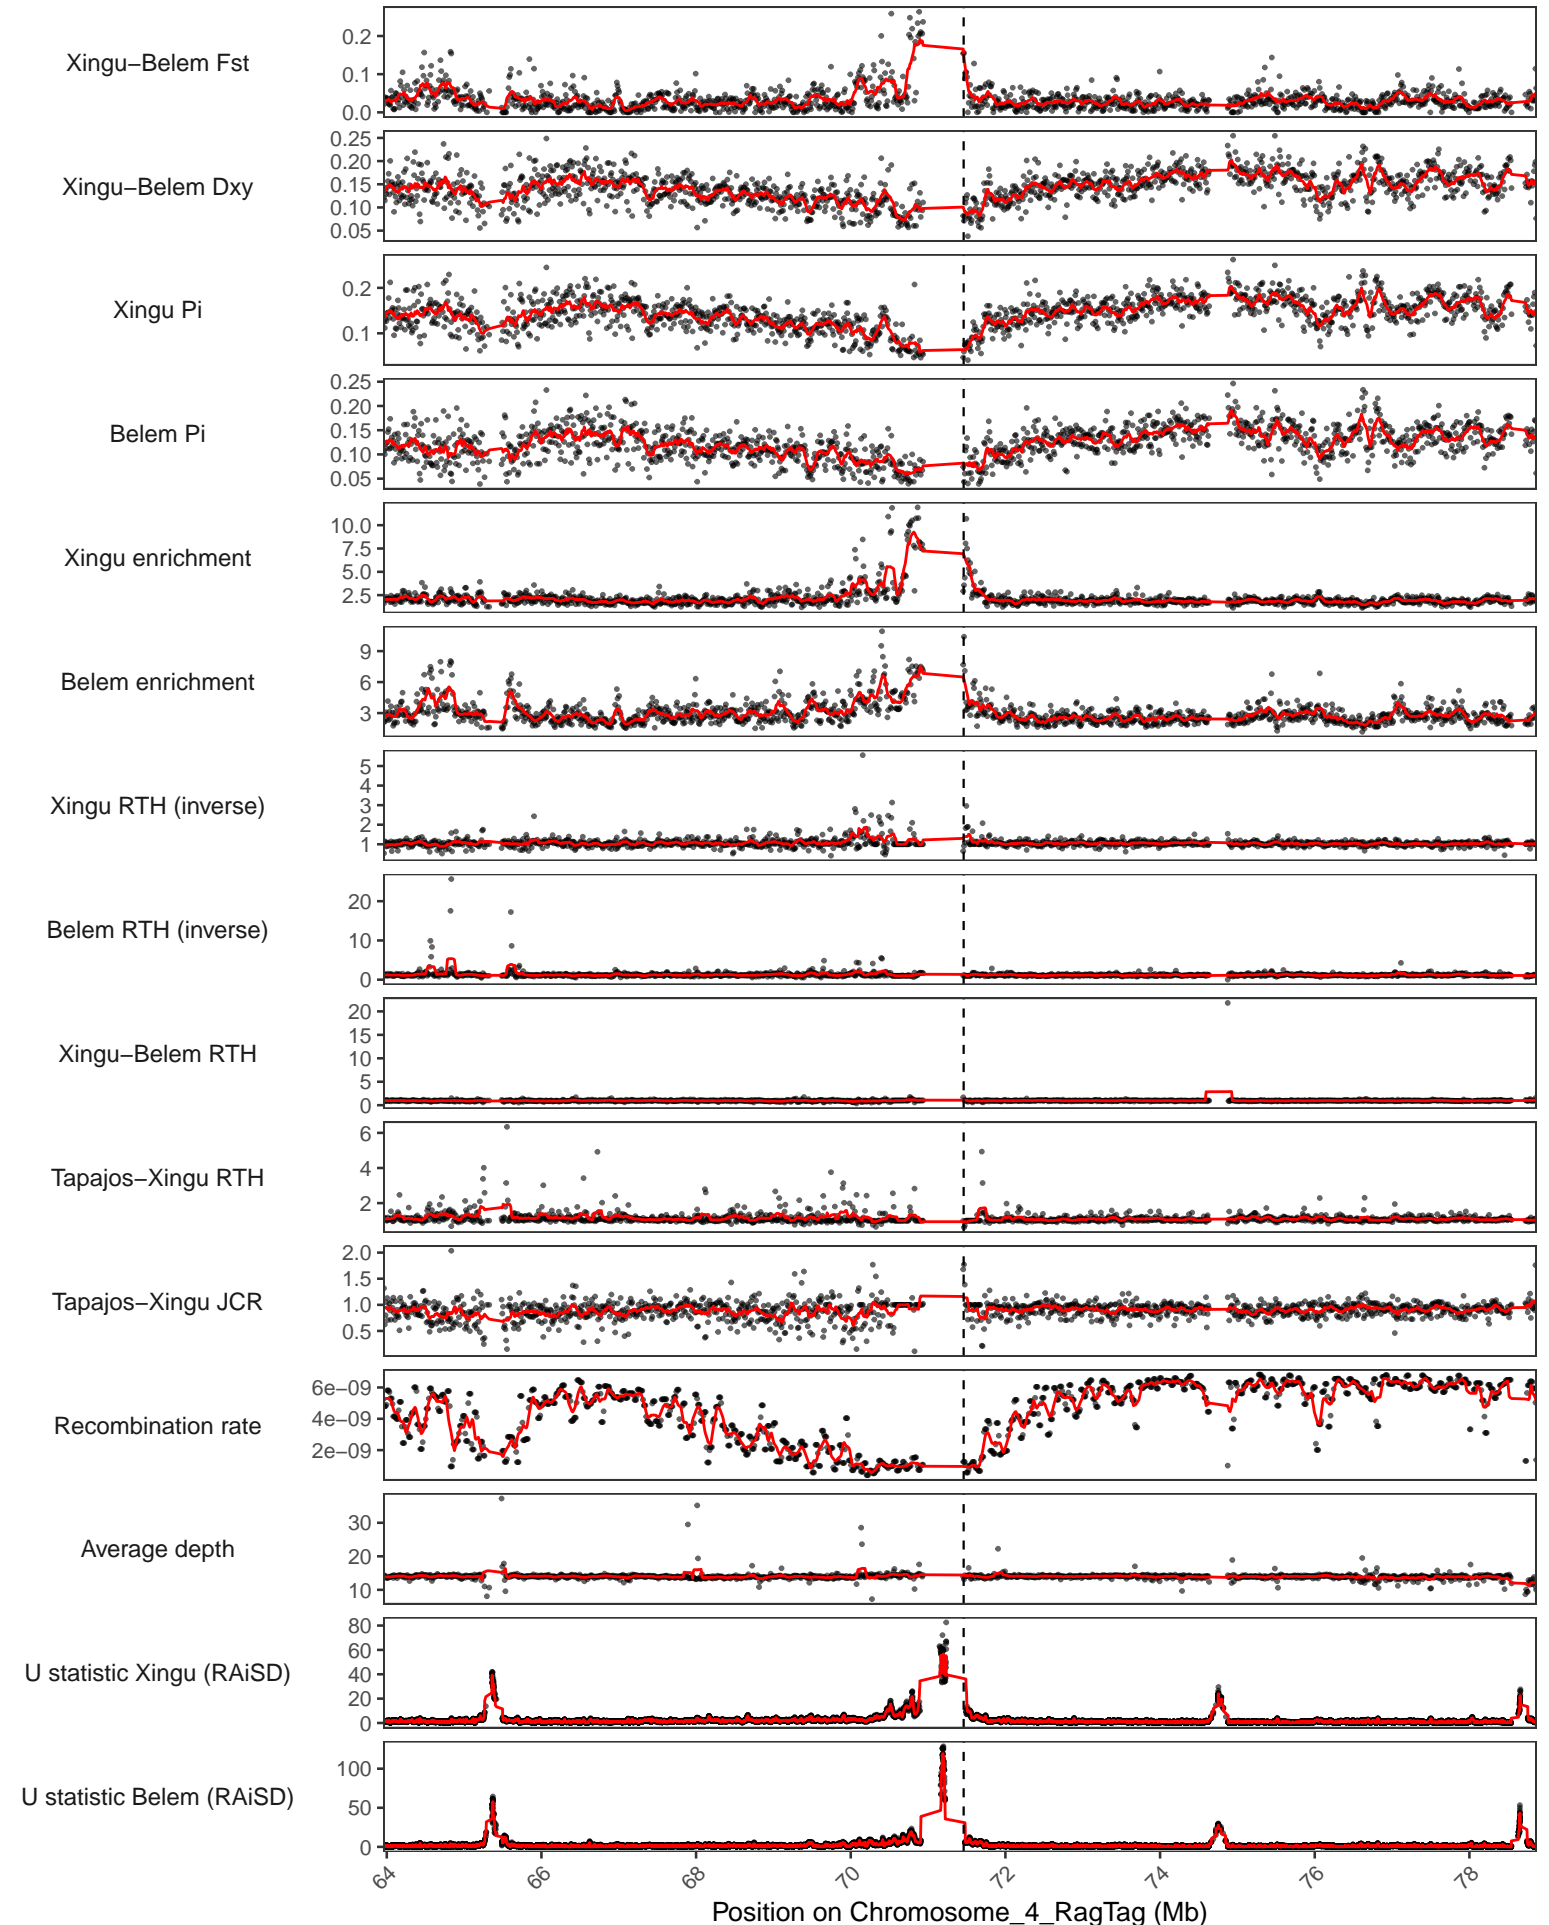 Xingu−Belem Fst
0.2
0.1
0.0
Xingu−Belem Dxy
0.25
0.20
0.15
0.10
0.05
Xingu Pi
0.2
0.1
Belem Pi
0.25
0.20
0.15
0.10
0.05
Xingu enrichment
10.0
7.5
5.0
2.5
Belem enrichment
9
6
3
Xingu RTH (inverse)
5
4
3
2
1
Belem RTH (inverse)
20
10
0
Xingu−Belem RTH
20
15
10
5
0
Tapajos−Xingu RTH
6
4
2
Tapajos−Xingu JCR
2.0
1.5
1.0
0.5
Recombination rate
6e−09
4e−09
2e−09
Average depth
30
20
10
U statistic Xingu (RAiSD)
80
60
40
20
0
U statistic Belem (RAiSD)
100
50
0
64 66 68 70 72 74 76 78
Position on Chromosome_4_RagTag (Mb)